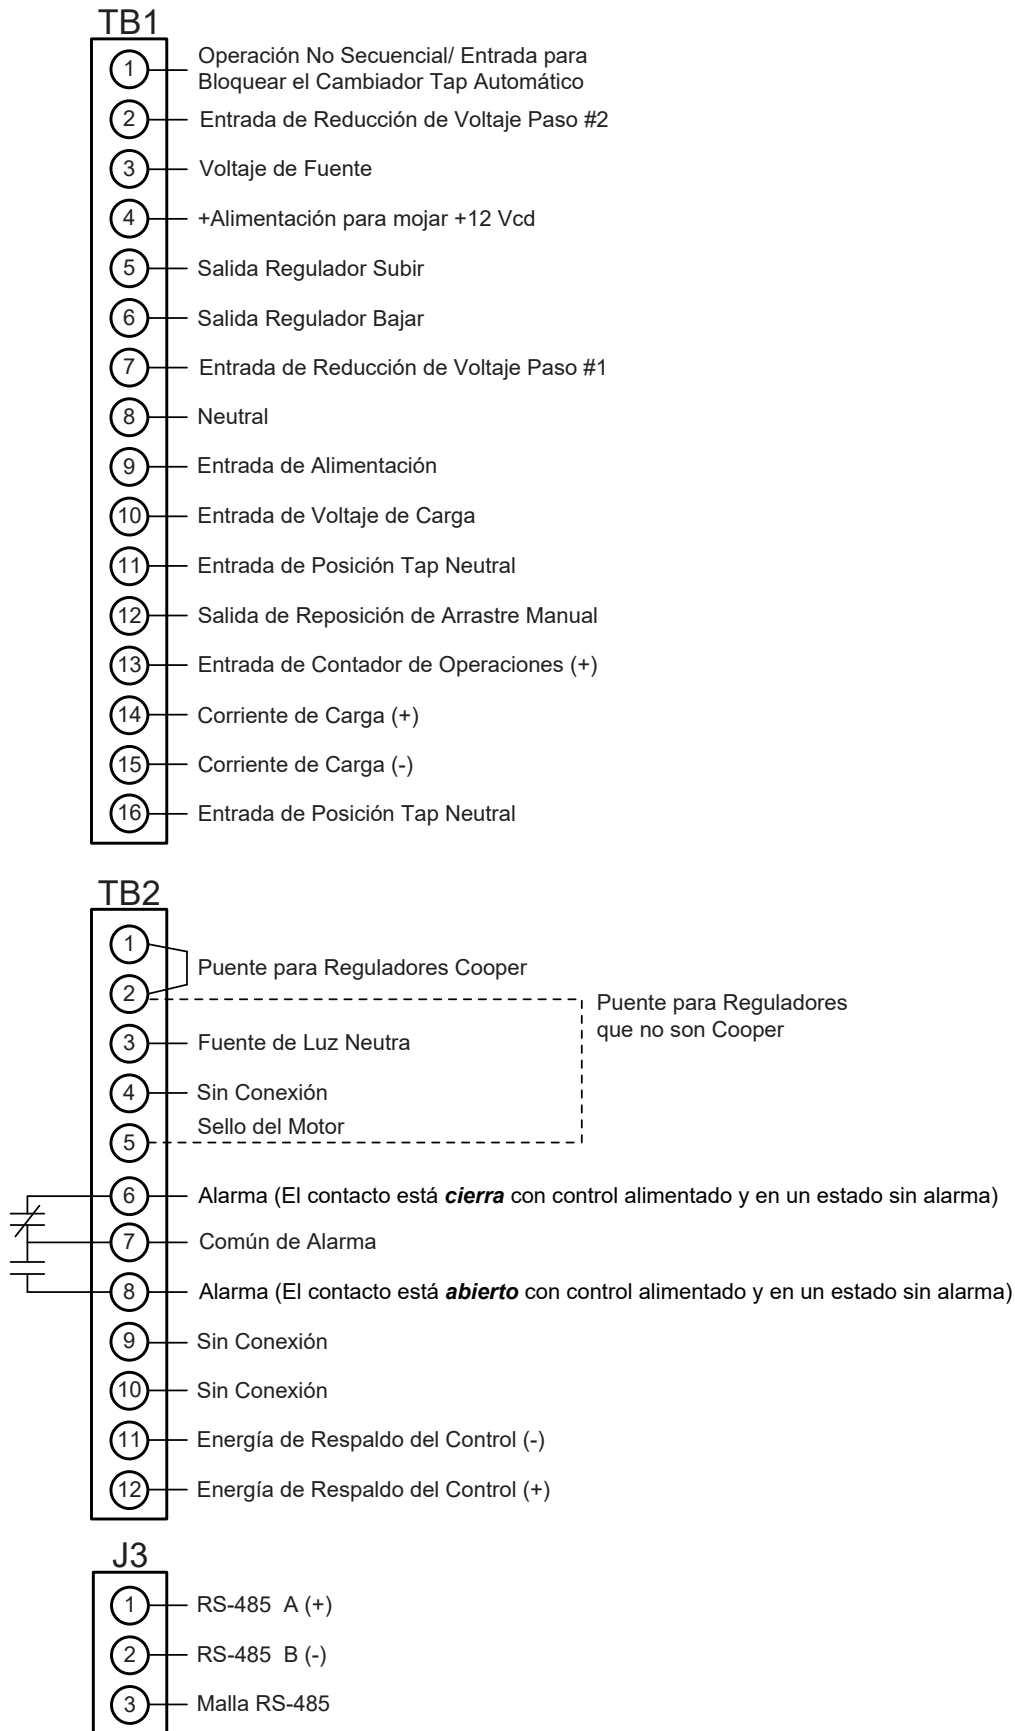 TB1
1 Operación No Secuencial/ Entrada para
Bloquear el Cambiador Tap Automático
2 Entrada de Reducción de Voltaje Paso #2
3 Voltaje de Fuente
4 +Alimentación para mojar +12 Vcd
5 Salida Regulador Subir
6 Salida Regulador Bajar
7 Entrada de Reducción de Voltaje Paso #1
8 Neutral
9 Entrada de Alimentación
10 Entrada de Voltaje de Carga
11 Entrada de Posición Tap Neutral
12 Salida de Reposición de Arrastre Manual
13 Entrada de Contador de Operaciones (+)
14 Corriente de Carga (+)
15 Corriente de Carga (-)
16 Entrada de Posición Tap Neutral
TB2
1
Puente para Reguladores Cooper
2
Puente para Reguladores
que no son Cooper
3 Fuente de Luz Neutra
4 Sin Conexión
5 Sello del Motor
6 Alarma (El contacto está cierra con control alimentado y en un estado sin alarma)
7 Común de Alarma
8 Alarma (El contacto está abierto con control alimentado y en un estado sin alarma)
9 Sin Conexión
10 Sin Conexión
11 Energía de Respaldo del Control (-)
12 Energía de Respaldo del Control (+)
J3
1 RS-485 A (+)
2 RS-485 B (-)
3 Malla RS-485